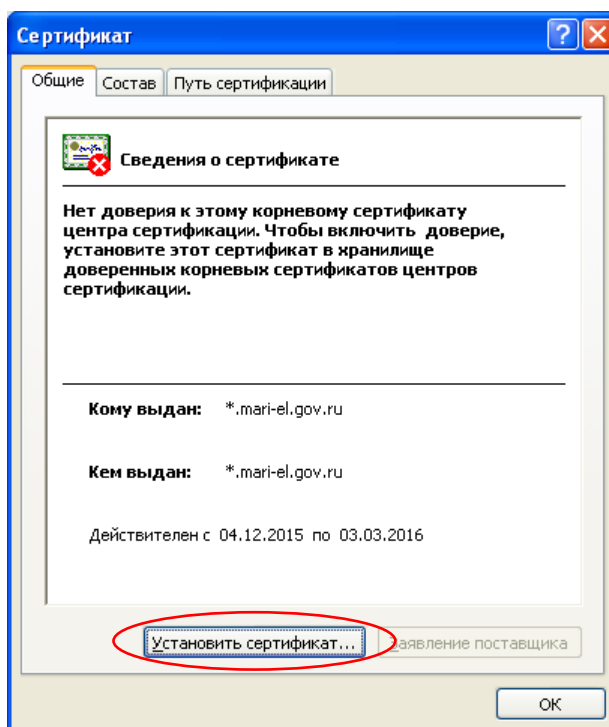 Сертификат
Общие Состав Путь сертификации
Сведения о сертификате
Нет доверия к этому корневому сертификату
центра сертификации. Чтобы включить доверие,
установите этот сертификат в хранилище
доверенных корневых сертификатов центров
сертификации.
Кому выдан: *.mari-el.gov.ru
Кем выдан: *.mari-el.gov.ru
Действителен с 04.12.2015 по 03.03.2016
Установить сертификат... Заявление поставщика
ОК